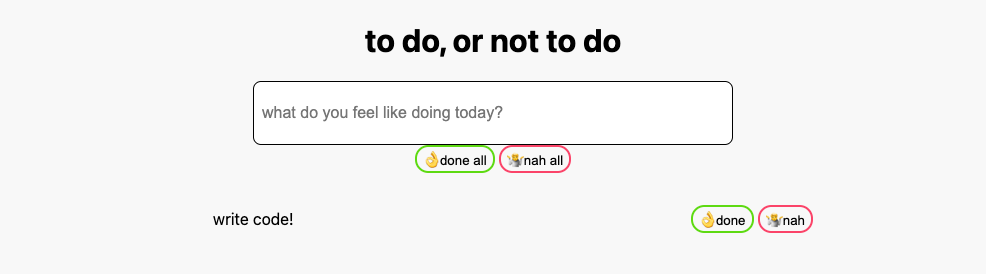 to do, or not to do
what do you feel like doing today?
👌done all 🤷‍♀️nah all
write code! 👌done 🤷‍♀️nah